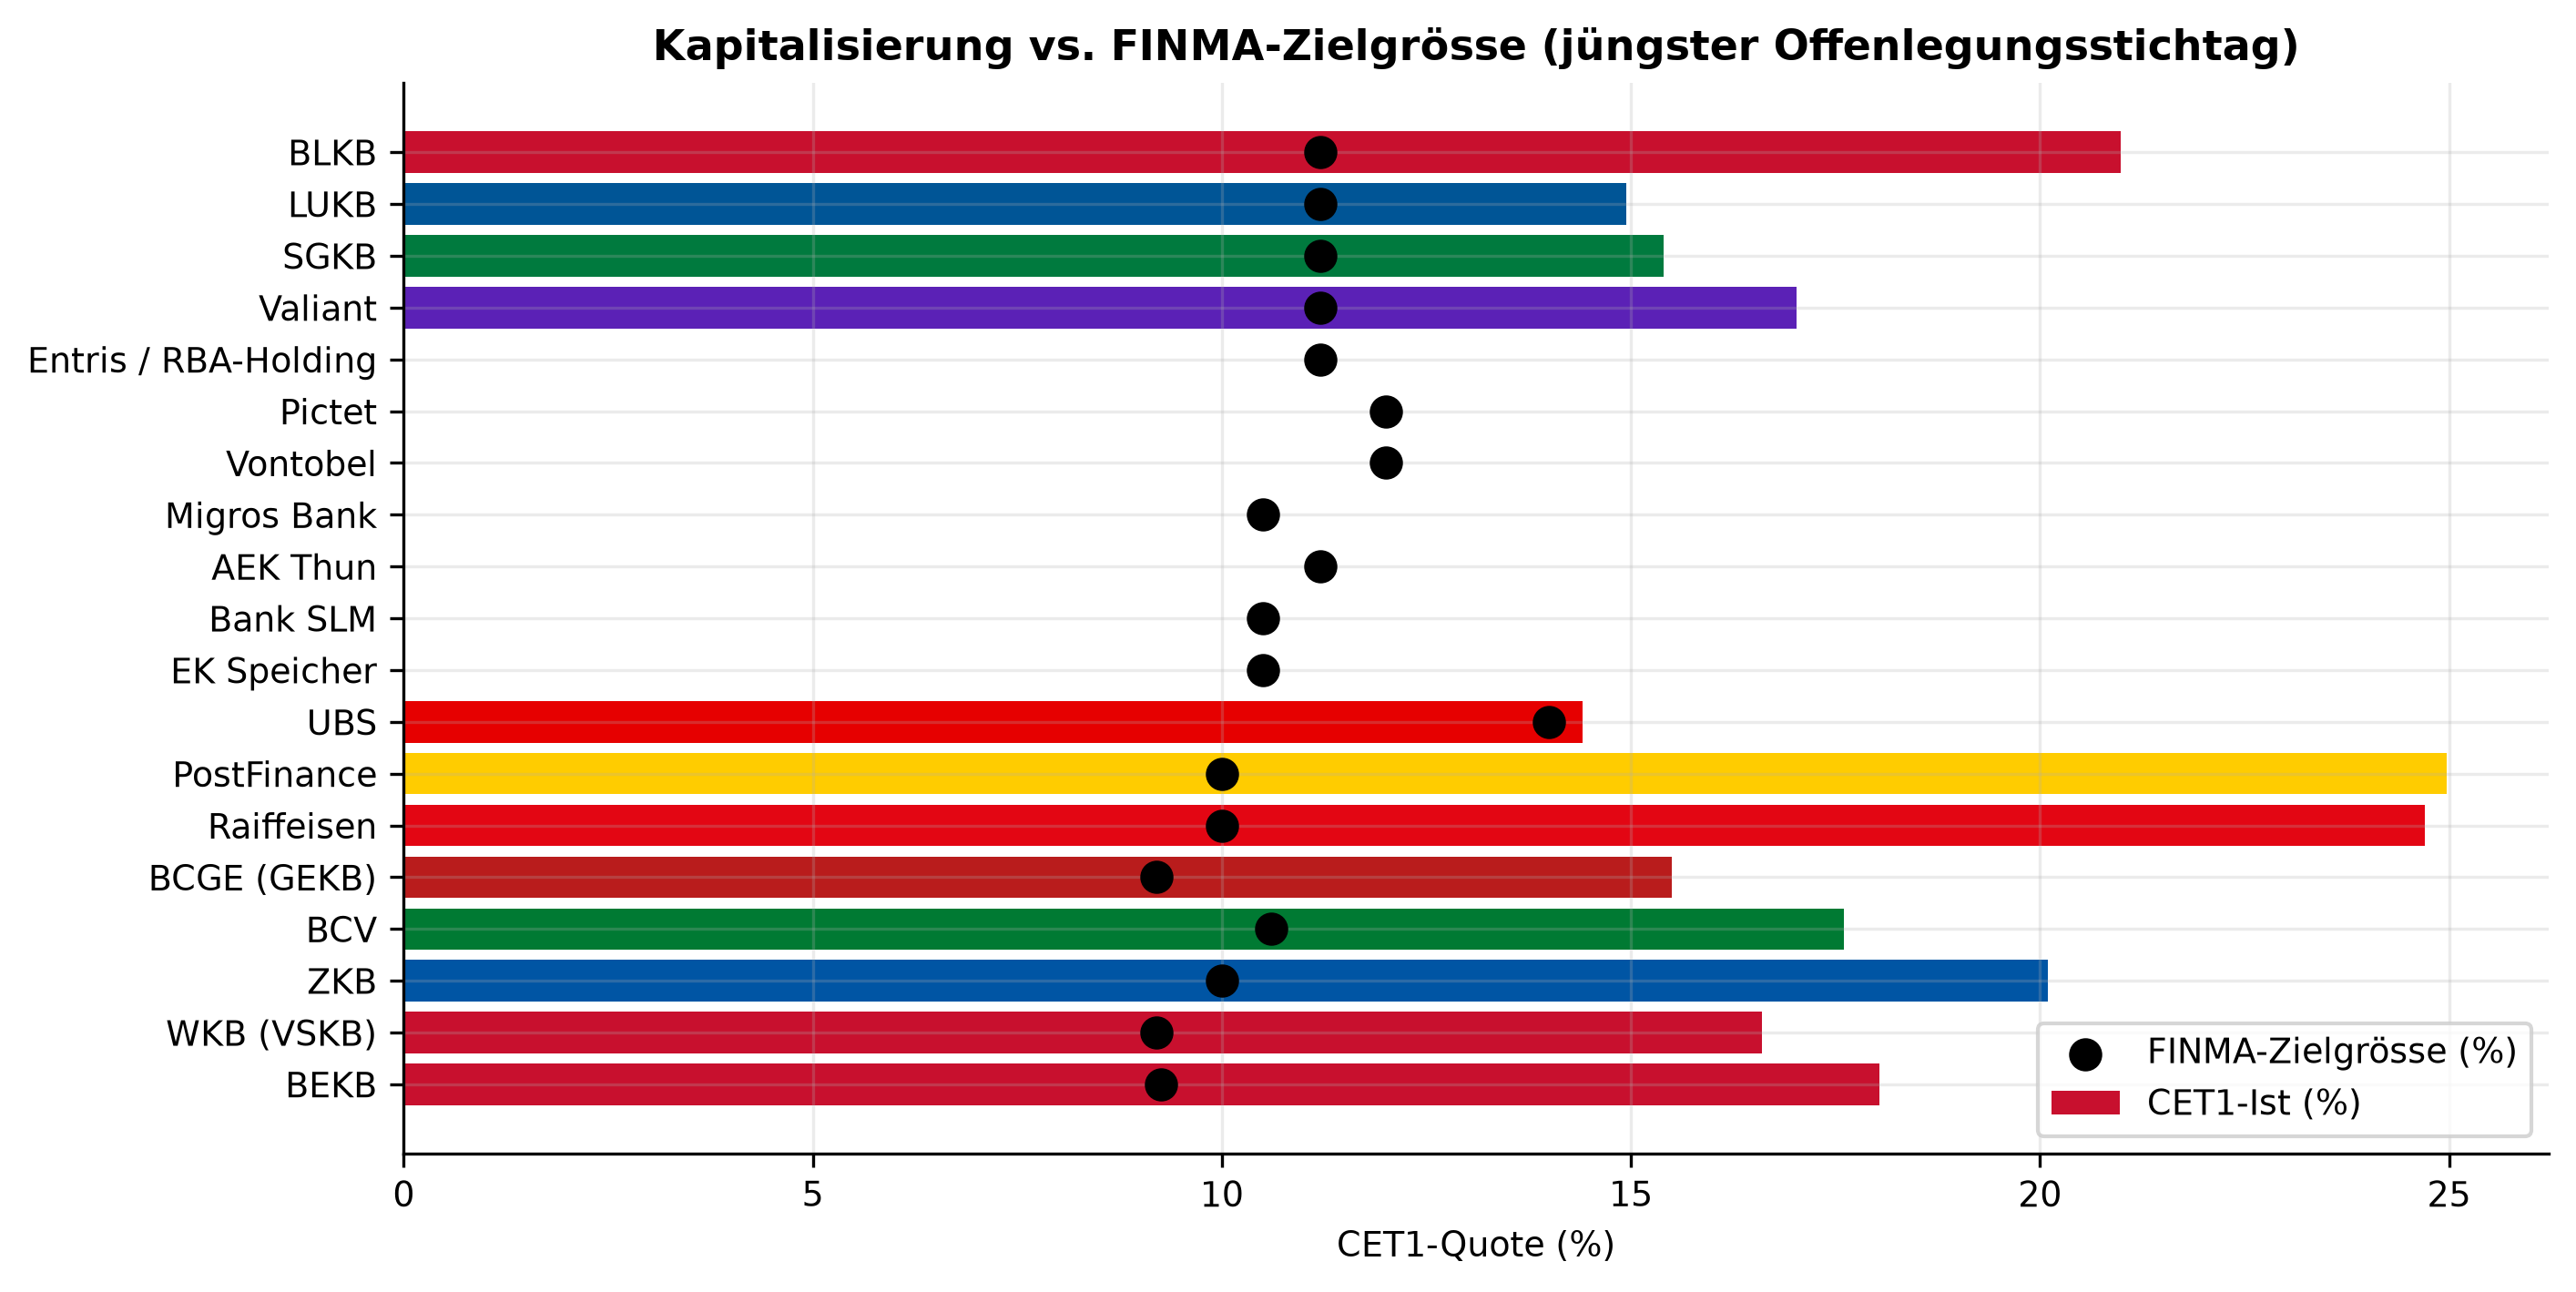 Kapitalisierung vs. FINMA-Zielgrösse (jüngster Offenlegungsstichtag)
BLKB
LUKB
SGKB
Valiant
Entris / RBA-Holding
Pictet
Vontobel
Migros Bank
AEK Thun
Bank SLM
EK Speicher
UBS
PostFinance
Raiffeisen
BCGE (GEKB)
BCV
ZKB
WKB (VSKB)
BEKB
FINMA-Zielgrösse (%)
CET1-Ist (%)
0 5 10 15 20 25
CET1-Quote (%)